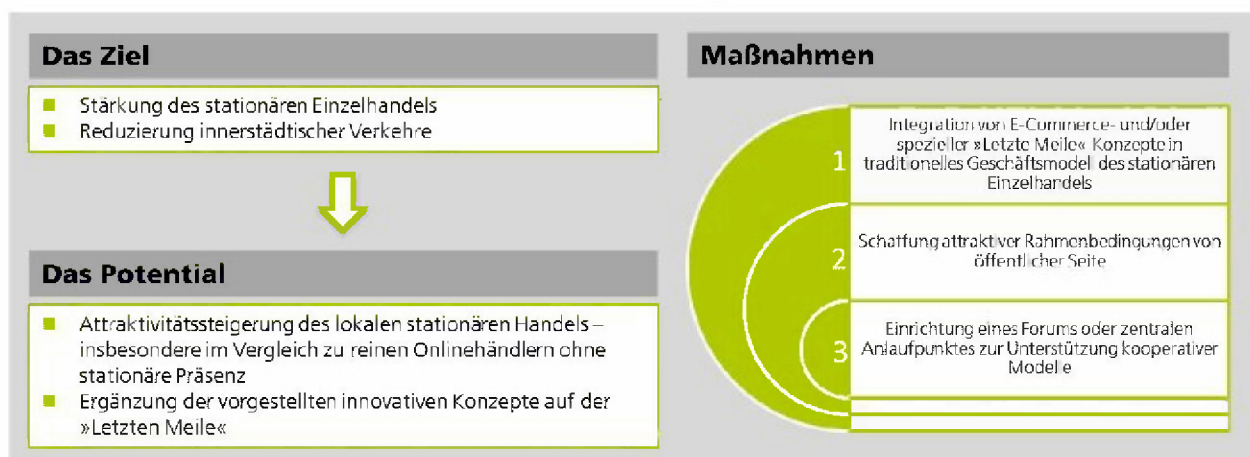 Das Ziel
Stärkung des stationären Einzelhandels
Reduzierung innerstädtischer Verkehre
Das Potential
Attraktivitätssteigerung des lokalen stationären Handels –
insbesondere im Vergleich zu reinen Onlinehändlern ohne
stationäre Präsenz
Ergänzung der vorgestellten innovativen Konzepte auf der
»Letzten Meile«
Maßnahmen
1
Integration von E-Commerce- und/oder
spezieller »Letzte Meile« Konzepte in
traditionelles Geschäftsmodell des stationären
Einzelhandels
2
Schaffung attraktiver Rahmenbedingungen von
öffentlicher Seite
3
Einrichtung eines Forums oder zentralen
Anlaufpunktes zur Unterstützung kooperativer
Modelle